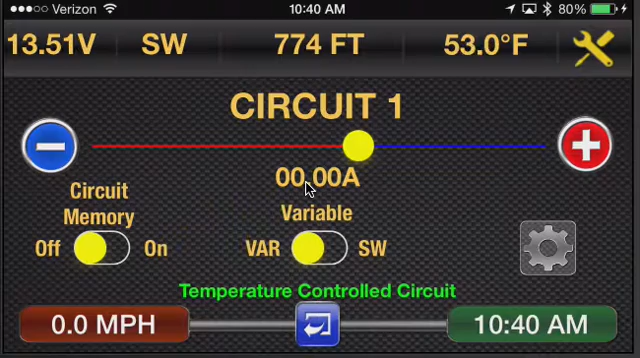 Verizon 10:40 AM 80%
13.51V SW 774 FT 53.0°F
CIRCUIT 1
00.00A
Circuit
Memory
Variable
Off On VAR SW
Temperature Controlled Circuit
0.0 MPH 10:40 AM